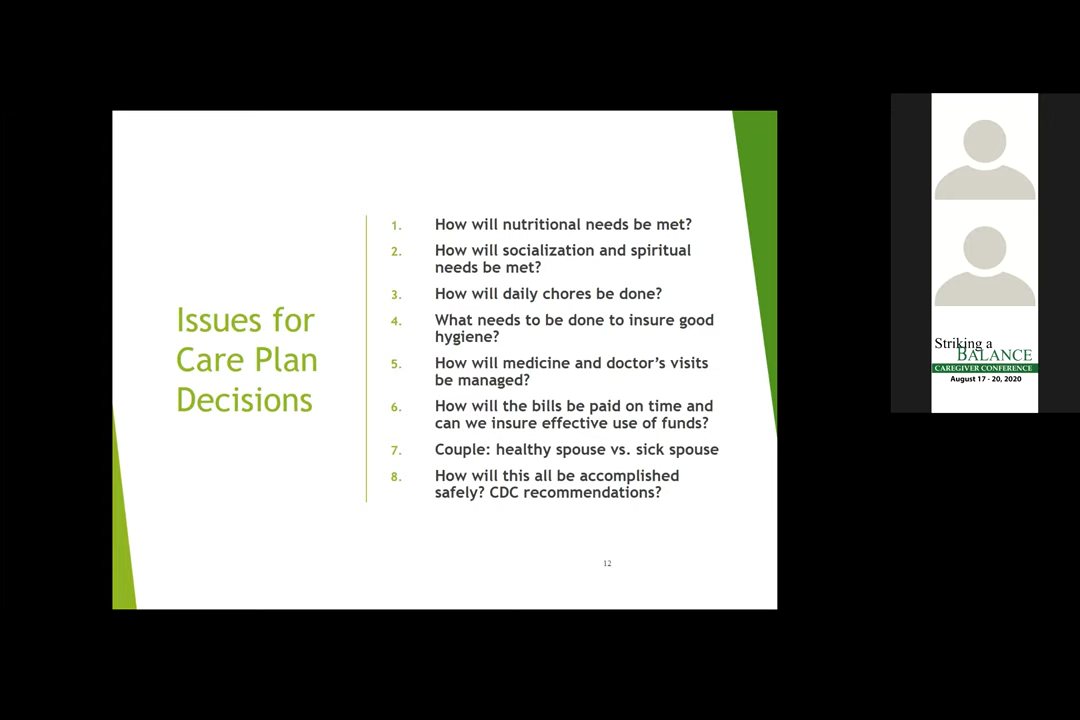 Issues for
Care Plan
Decisions
1. How will nutritional needs be met?
2. How will socialization and spiritual
needs be met?
3. How will daily chores be done?
4. What needs to be done to insure good
hygiene?
5. How will medicine and doctor’s visits
be managed?
6. How will the bills be paid on time and
can we insure effective use of funds?
7. Couple: healthy spouse vs. sick spouse
8. How will this all be accomplished
safely? CDC recommendations?
12
Striking a
BALANCE
CAREGIVER CONFERENCE
August 17 - 20, 2020